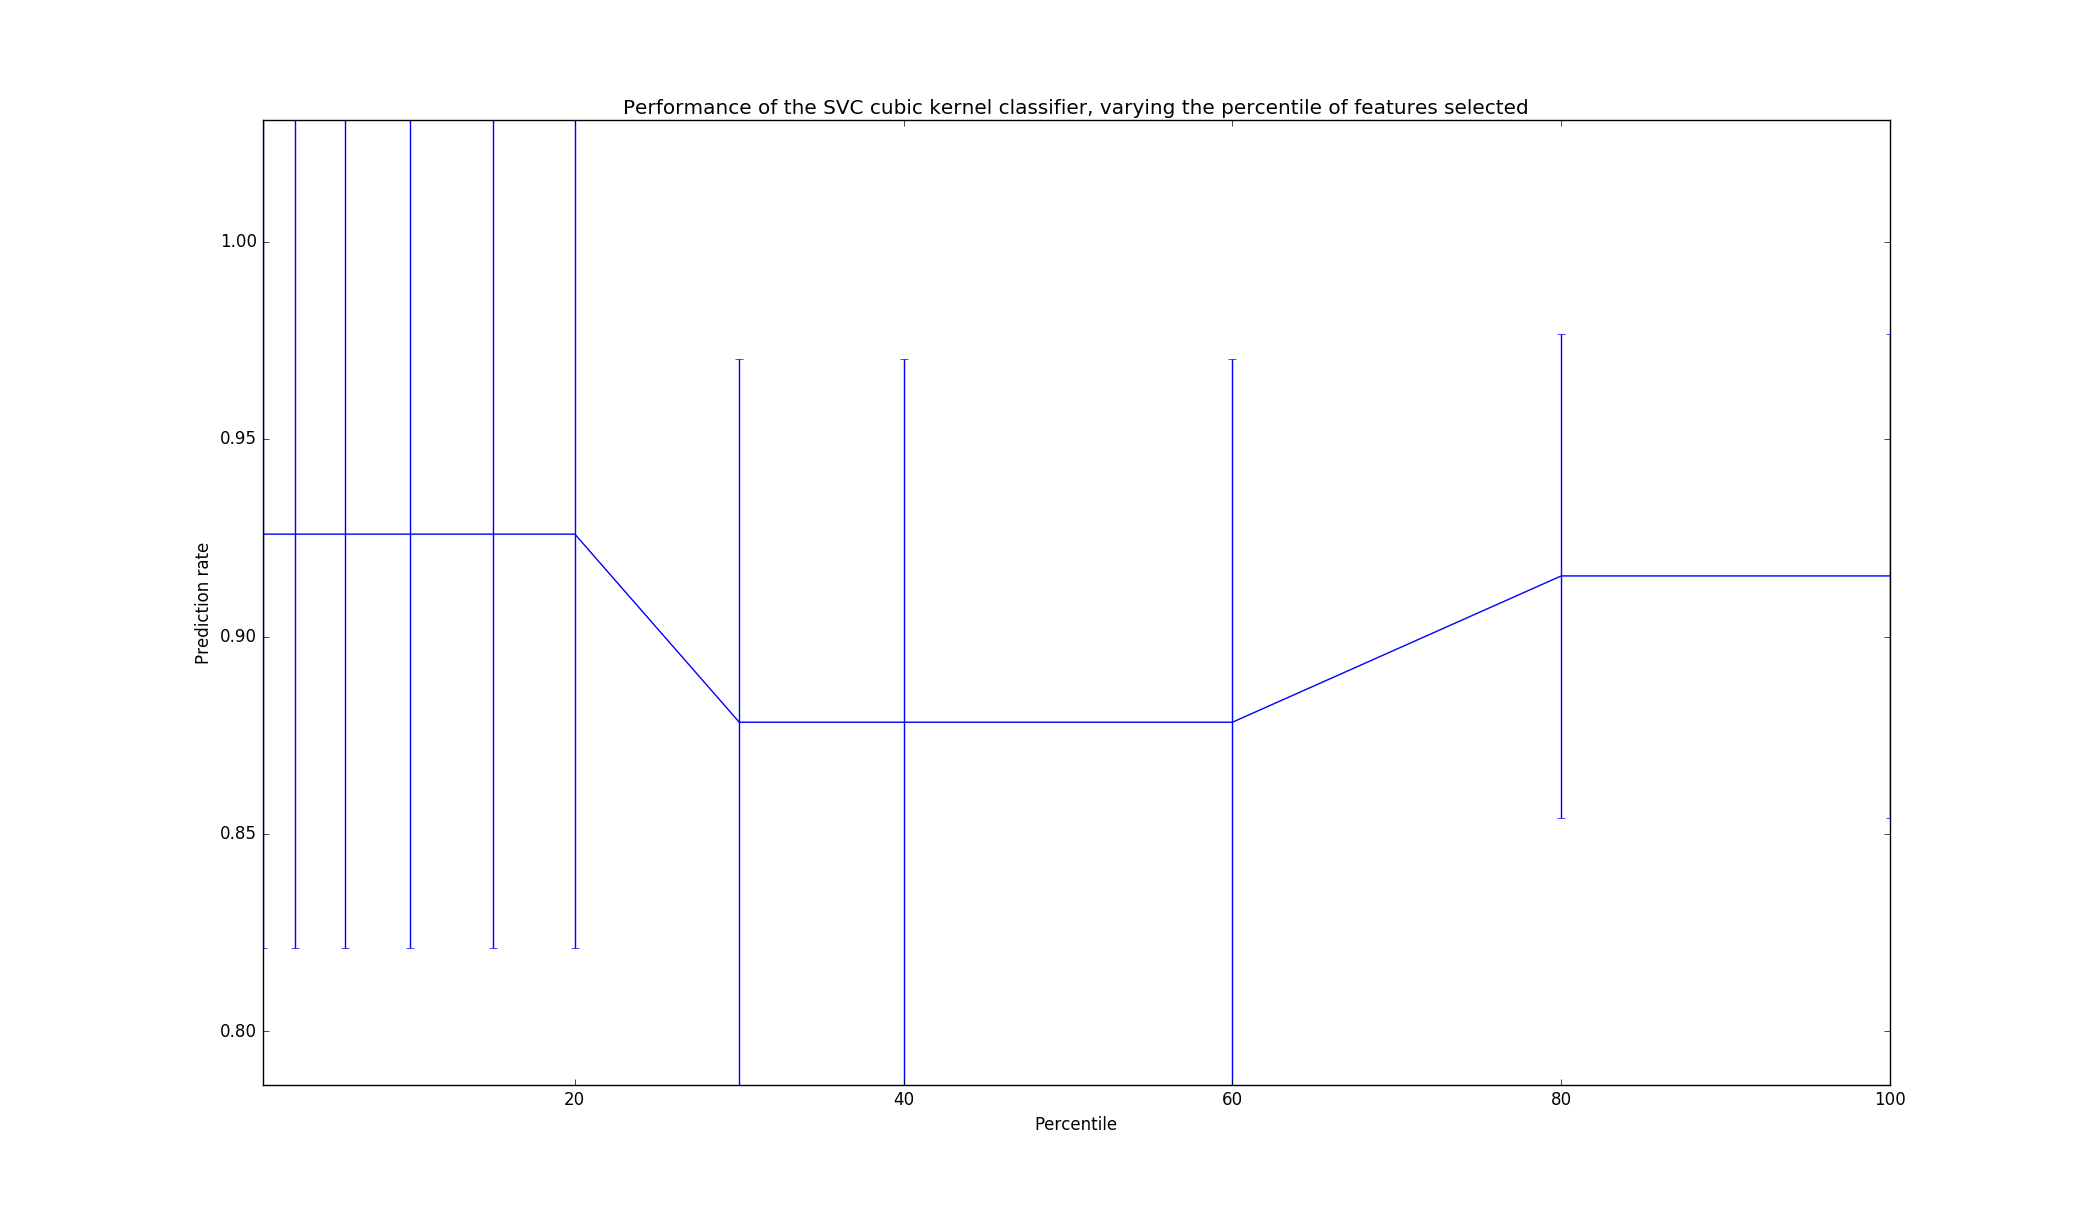 Performance of the SVC cubic kernel classifier, varying the percentile of features selected
1.00
0.95
0.90
0.85
0.80
Prediction rate
20 40 60 80 100
Percentile